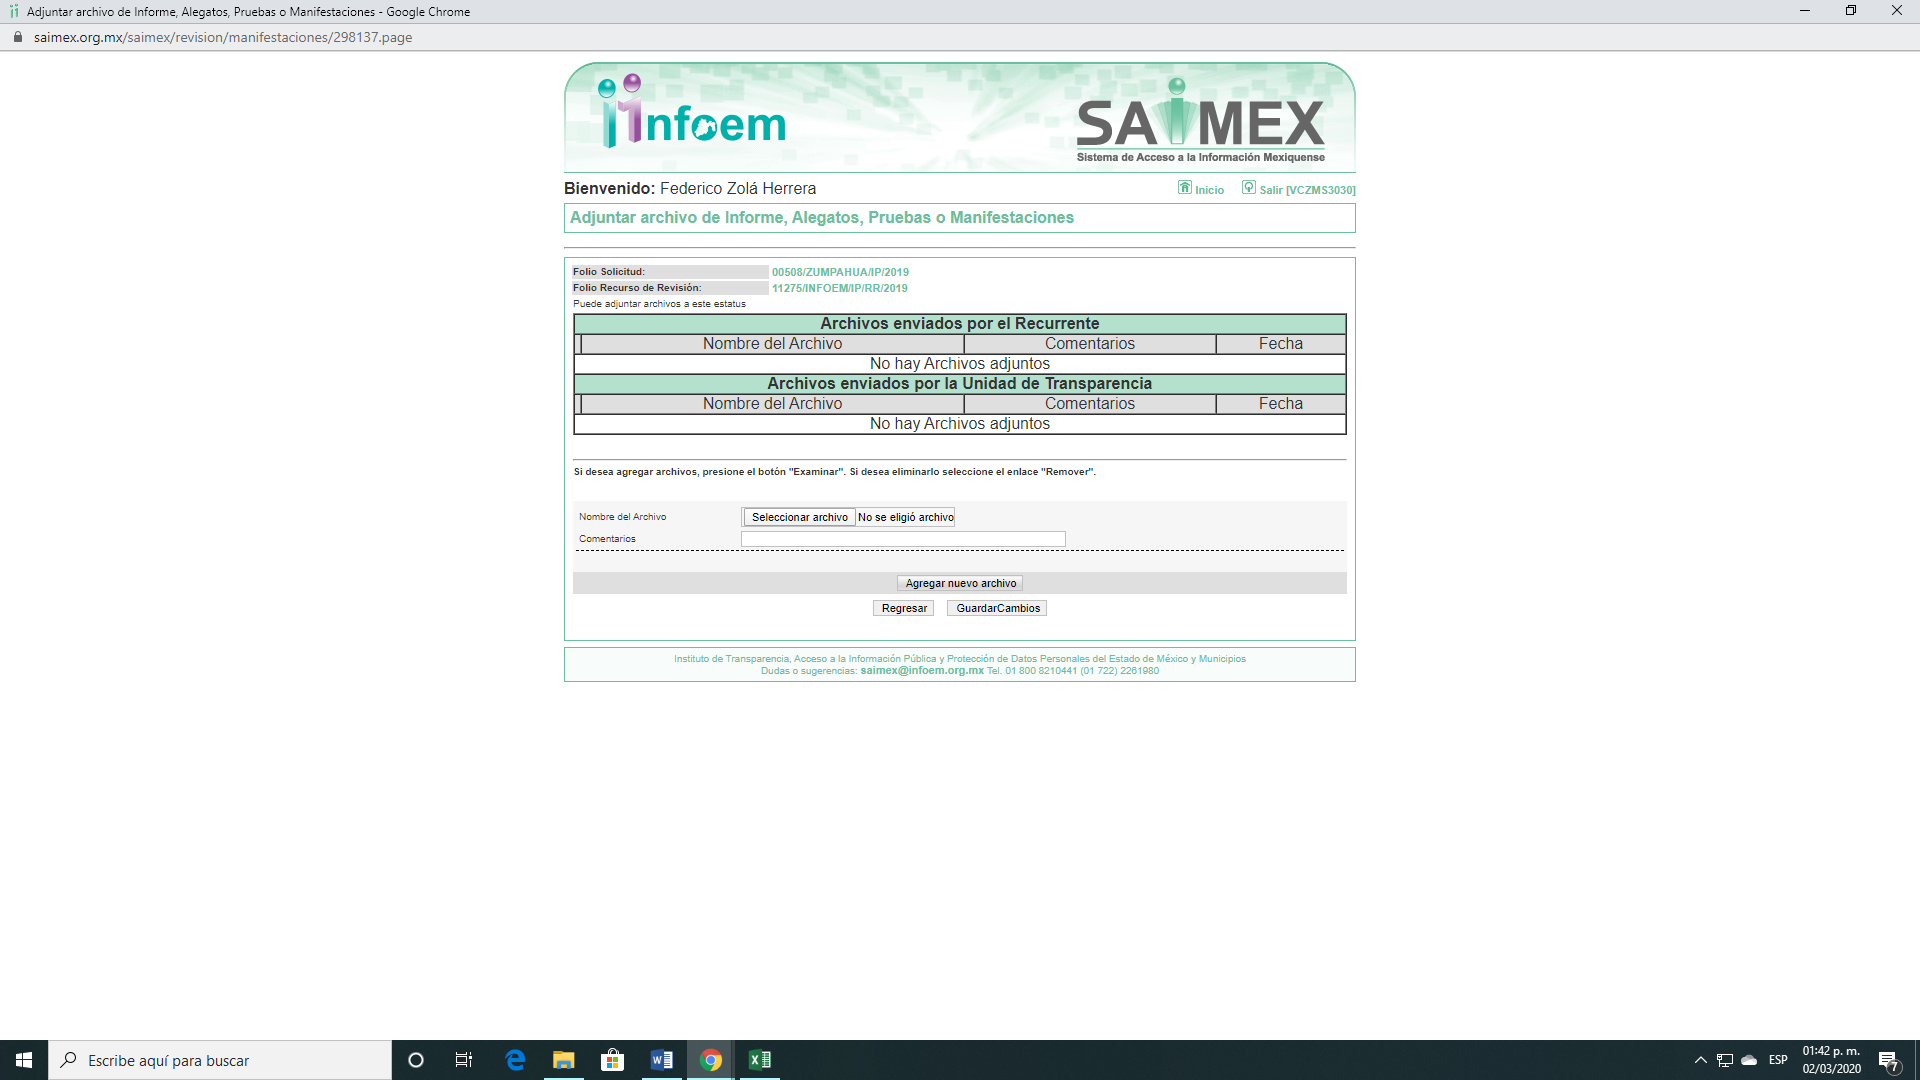 Adjuntar archivo de Informe, Alegatos, Pruebas o Manifestaciones - Google Chrome
saimex.org.mx/saimex/revision/manifestaciones/298137.page
infoem
SAIMEX
Sistema de Acceso a la Información Mexiquense
Bienvenido: Federico Zolá Herrera
Inicio Salir [VCZMS3030]
Adjuntar archivo de Informe, Alegatos, Pruebas o Manifestaciones
Folio Solicitud: 00508/ZUMPAHUA/IP/2019
Folio Recurso de Revisión: 11275/INFOEM/IP/RR/2019
Puede adjuntar archivos a este estatus
Archivos enviados por el Recurrente
Nombre del Archivo Comentarios Fecha
No hay Archivos adjuntos
Archivos enviados por la Unidad de Transparencia
Nombre del Archivo Comentarios Fecha
No hay Archivos adjuntos
Si desea agregar archivos, presione el botón "Examinar". Si desea eliminarlo seleccione el enlace "Remover".
Nombre del Archivo Seleccionar archivo No se eligió archivo
Comentarios
Agregar nuevo archivo
Regresar GuardarCambios
Instituto de Transparencia, Acceso a la Información Pública y Protección de Datos Personales del Estado de México y Municipios
Dudas o sugerencias: saimex@infoem.org.mx Tel. 01 800 8210441 (01 722) 2261980
Escribe aquí para buscar
ESP
01:42 p. m.
02/03/2020
7